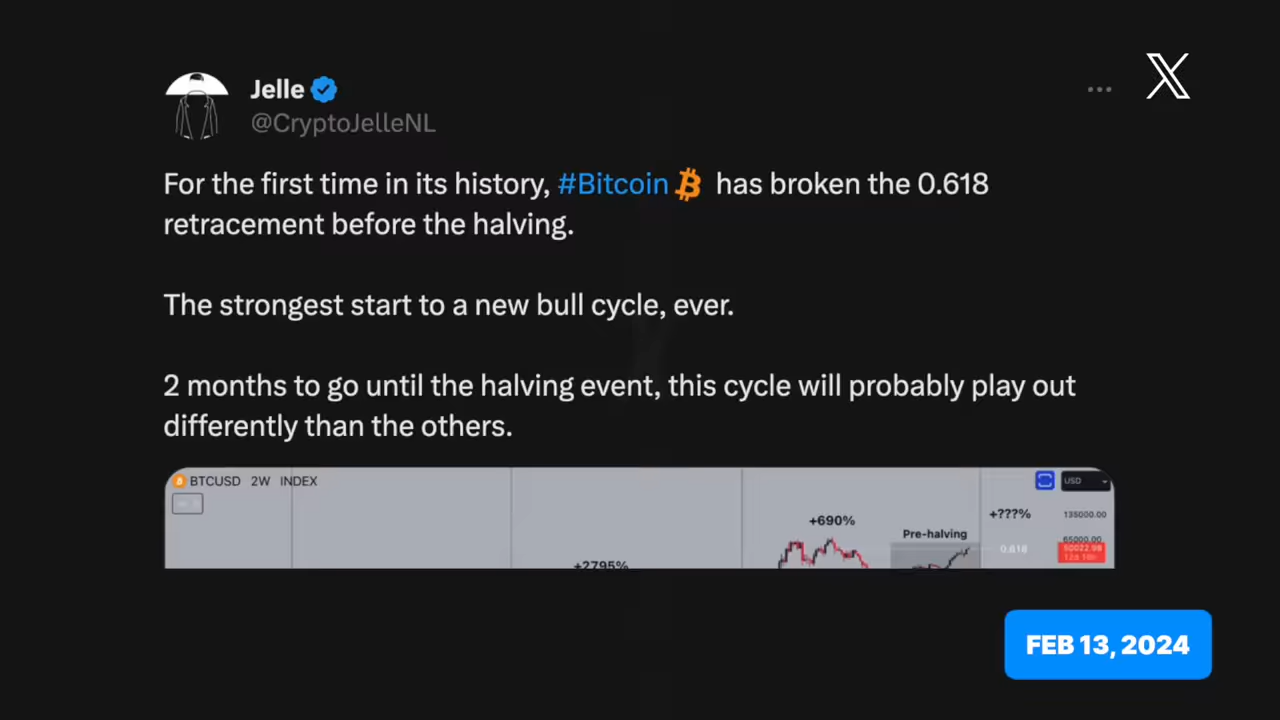 Jelle
@CryptoJelleNL
For the first time in its history, #Bitcoin has broken the 0.618
retracement before the halving.
The strongest start to a new bull cycle, ever.
2 months to go until the halving event, this cycle will probably play out
differently than the others.
BTCUSD 2W INDEX
USD
+???%
135000.00
+690%
Pre-halving
65000.00
0.618
50022.98
+2795%
FEB 13, 2024